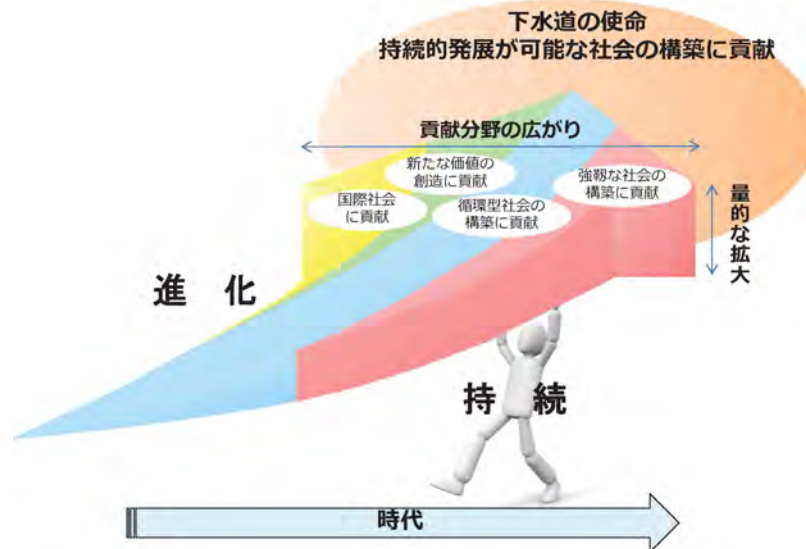 下水道の使命
持続的発展が可能な社会の構築に貢献
貢献分野の広がり
新たな価値の
創造に貢献
強靱な社会の
構築に貢献
国際社会
に貢献
循環型社会の
構築に貢献
量的な拡大
進 化
持 続
時代